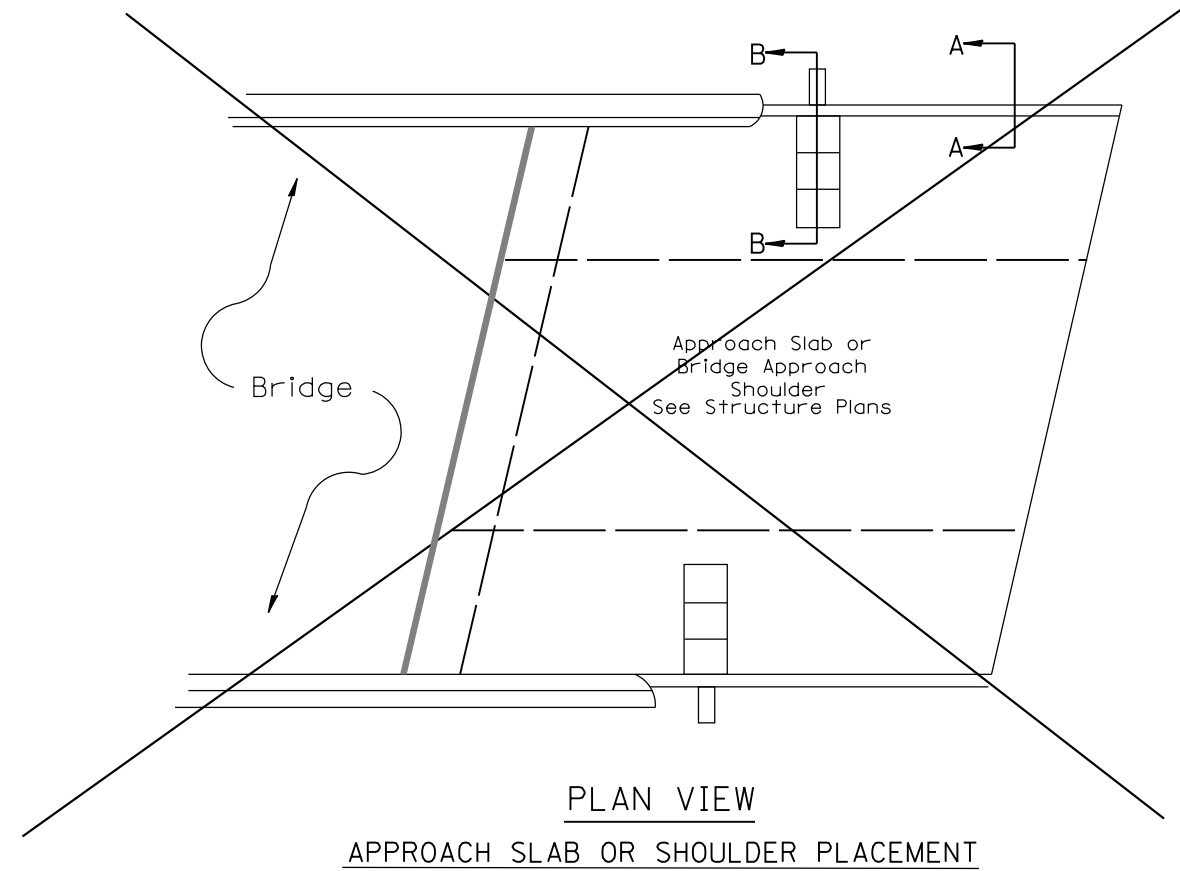 B
A
A
B
Approach Slab or
Bridge Approach
Shoulder
See Structure Plans
Bridge
PLAN VIEW
APPROACH SLAB OR SHOULDER PLACEMENT